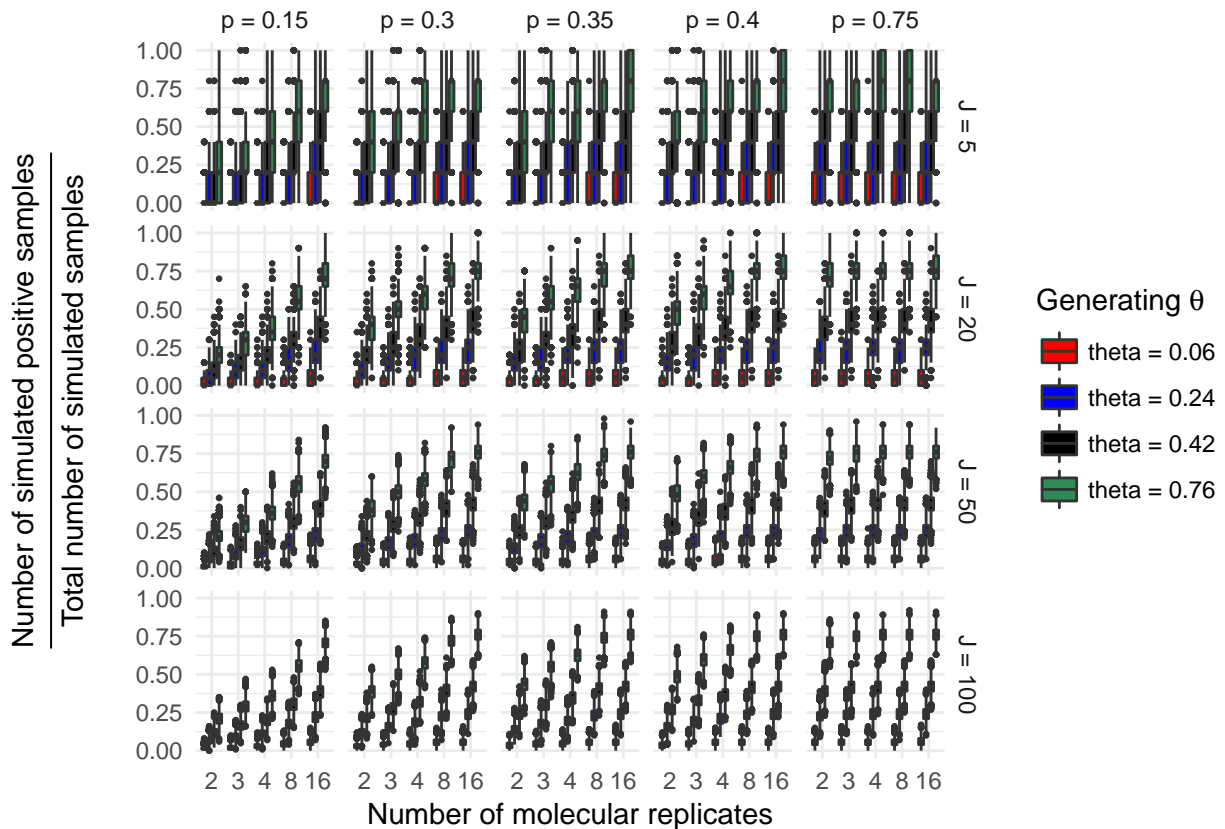 p = 0.15 p = 0.3 p = 0.35 p = 0.4 p = 0.75
1.00
0.75
0.50
0.25
0.00
J = 5
1.00
0.75
0.50
0.25
0.00
J = 20
1.00
0.75
0.50
0.25
0.00
J = 50
1.00
0.75
0.50
0.25
0.00
J = 100
2 3 4 8 16 2 3 4 8 16 2 3 4 8 16 2 3 4 8 16 2 3 4 8 16
Number of molecular replicates
Number of simulated positive samples
Total number of simulated samples
Generating θ
theta = 0.06
theta = 0.24
theta = 0.42
theta = 0.76